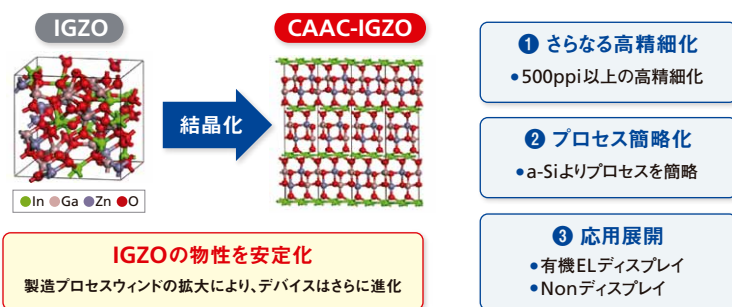 IGZO
CAAC-IGZO
結晶化
In Ga Zn O
IGZOの物性を安定化
製造プロセスウィンドの拡大により、デバイスはさらに進化
❶ さらなる高精細化
•500ppi以上の高精細化
❷ プロセス簡略化
•a-Siよりプロセスを簡略
❸ 応用展開
•有機ELディスプレイ
•Nonディスプレイ